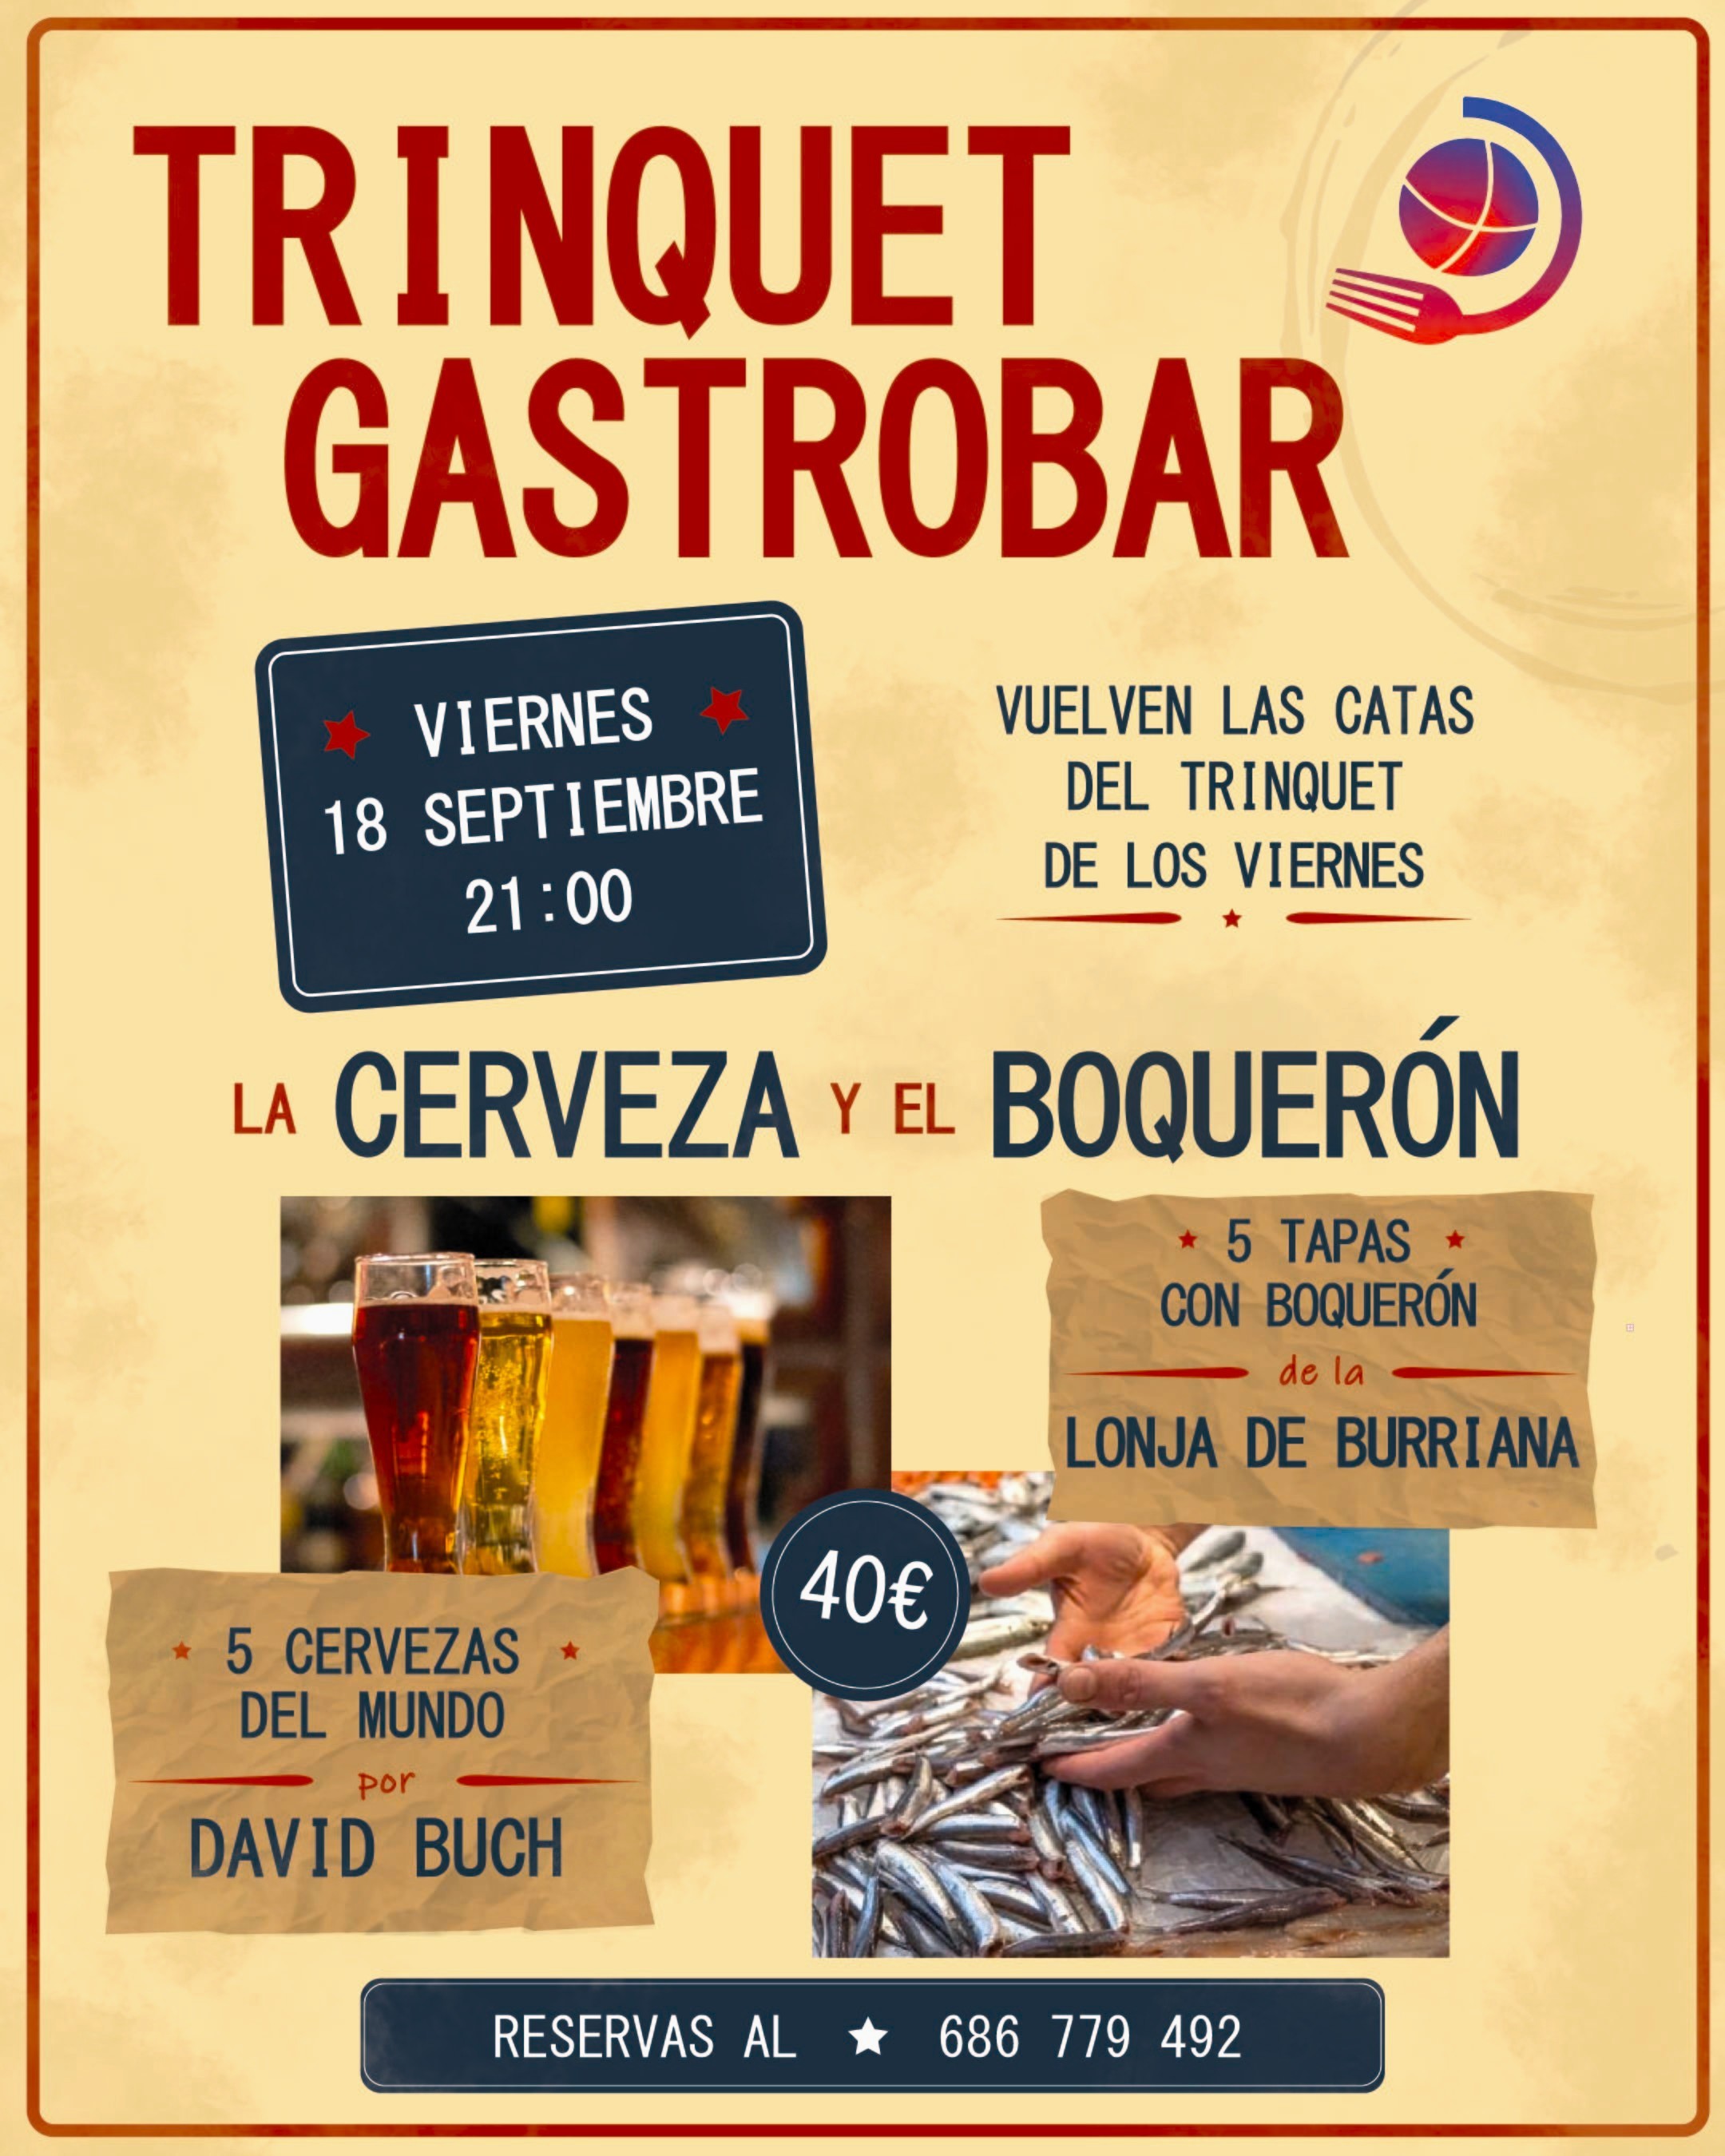 TRINQUET
GASTROBAR
VIERNES
18 SEPTIEMBRE
21:00
VUELVEN LAS CATAS
DEL TRINQUET
DE LOS VIERNES
LA CERVEZA Y EL BOQUERÓN
5 TAPAS
CON BOQUERÓN
de la
LONJA DE BURRIANA
40€
5 CERVEZAS
DEL MUNDO
por
DAVID BUCH
RESERVAS AL 686 779 492